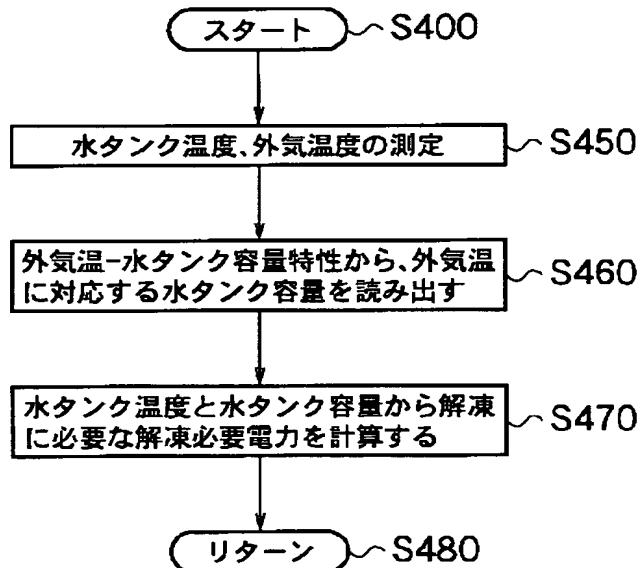 スタート S400
水タンク温度、外気温度の測定 S450
外気温-水タンク容量特性から、外気温
に対応する水タンク容量を読み出す S460
水タンク温度と水タンク容量から解凍
に必要な解凍必要電力を計算する S470
リターン S480